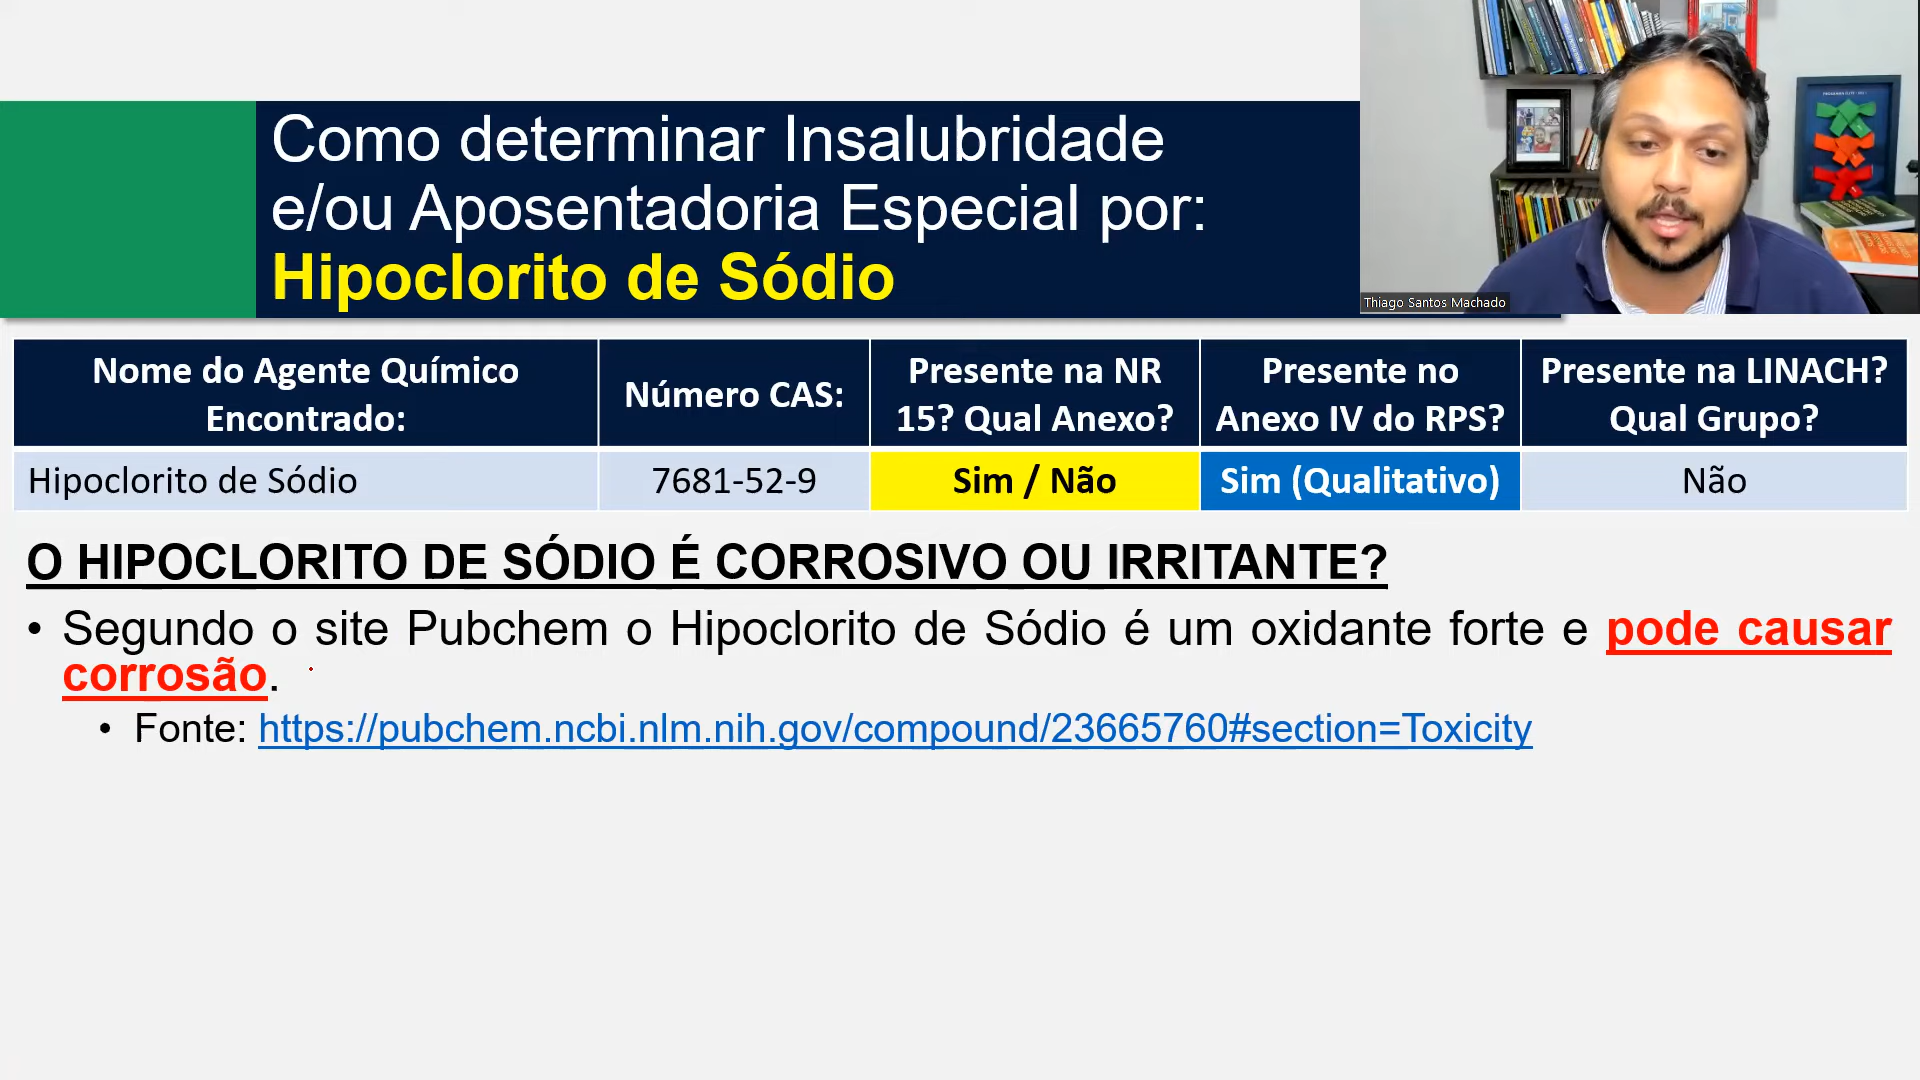 Como determinar Insalubridade
e/ou Aposentadoria Especial por:
Hipoclorito de Sódio
Thiago Santos Machado
Nome do Agente Químico
Encontrado:
Número CAS:
Presente na NR
15? Qual Anexo?
Presente no
Anexo IV do RPS?
Presente na LINACH?
Qual Grupo?
Hipoclorito de Sódio
7681-52-9
Sim / Não
Sim (Qualitativo)
Não
O HIPOCLORITO DE SÓDIO É CORROSIVO OU IRRITANTE?
• Segundo o site Pubchem o Hipoclorito de Sódio é um oxidante forte e pode causar
corrosão.
• Fonte: https://pubchem.ncbi.nlm.nih.gov/compound/23665760#section=Toxicity